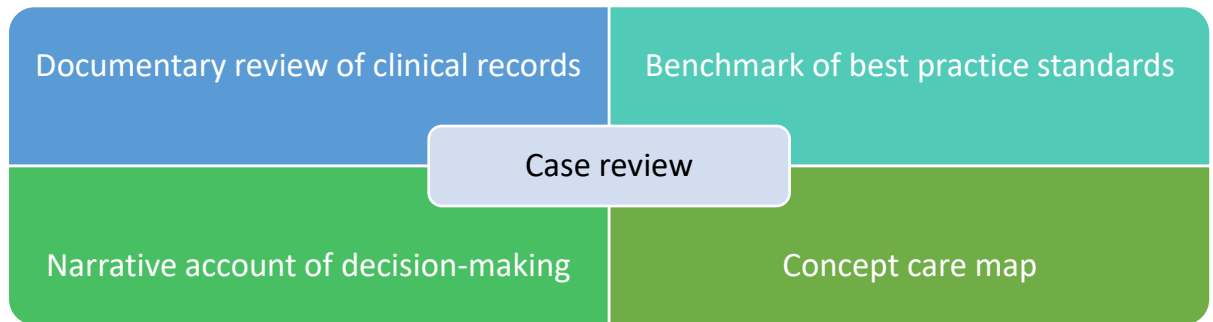 Documentary review of clinical records
Benchmark of best practice standards
Case review
Narrative account of decision-making
Concept care map